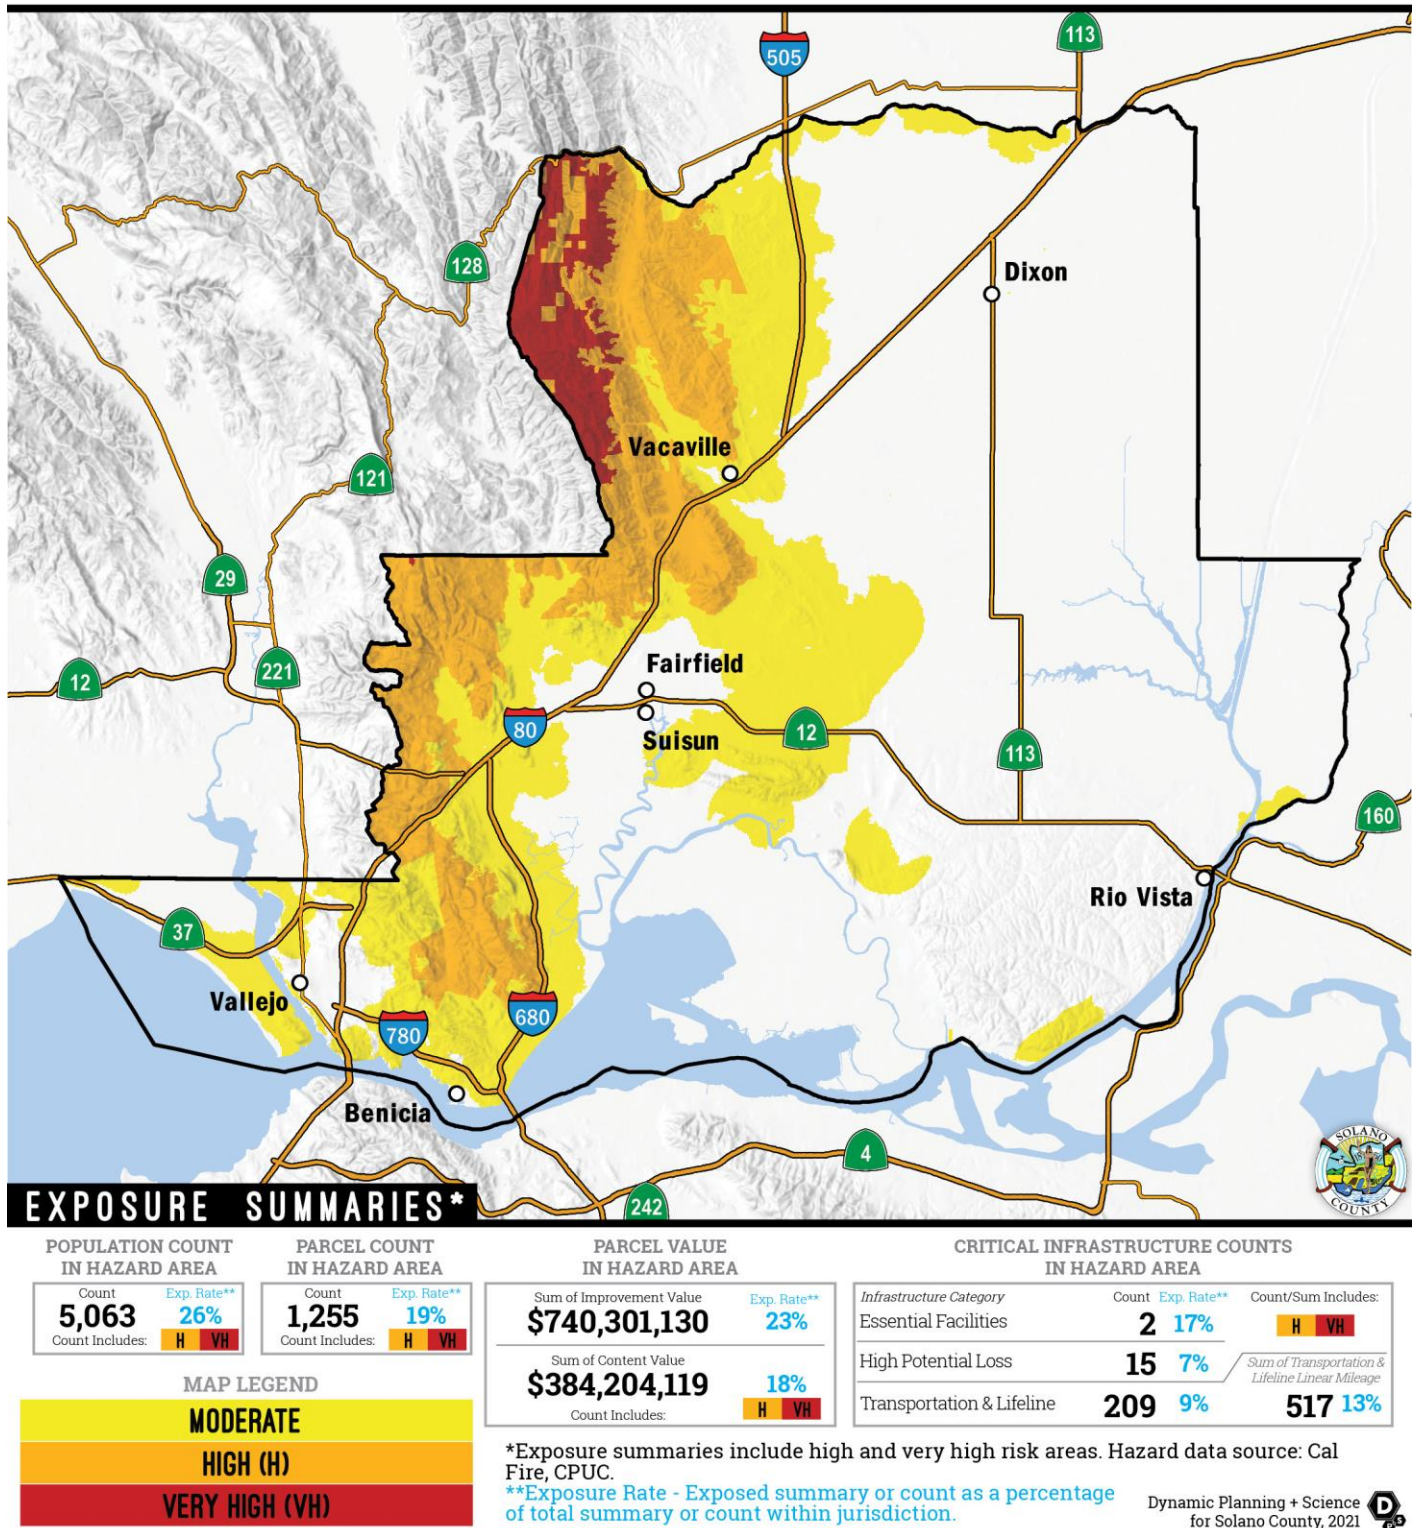 505
113
128
Dixon
Vacaville
121
29
12
221
Fairfield
80
Suisun
12
113
160
Rio Vista
37
Vallejo
780
680
Benicia
4
242
SOLANO
COUNTY
EXPOSURE SUMMARIES*
POPULATION COUNT
IN HAZARD AREA
Count Exp. Rate**
5,063 26%
Count Includes: H VH
PARCEL COUNT
IN HAZARD AREA
Count Exp. Rate**
1,255 19%
Count Includes: H VH
PARCEL VALUE
IN HAZARD AREA
Sum of Improvement Value Exp. Rate**
$740,301,130 23%
Sum of Content Value
$384,204,119 18%
Count Includes: H VH
CRITICAL INFRASTRUCTURE COUNTS
IN HAZARD AREA
Infrastructure Category Count Exp. Rate** Count/Sum Includes:
Essential Facilities 2 17% H VH
High Potential Loss 15 7% Sum of Transportation &
Lifeline Linear Mileage
Transportation & Lifeline 209 9% 517 13%
MAP LEGEND
MODERATE
HIGH (H)
VERY HIGH (VH)
*Exposure summaries include high and very high risk areas. Hazard data source: Cal
Fire, CPUC.
**Exposure Rate - Exposed summary or count as a percentage
of total summary or count within jurisdiction.
Dynamic Planning + Science
for Solano County, 2021
D
P S